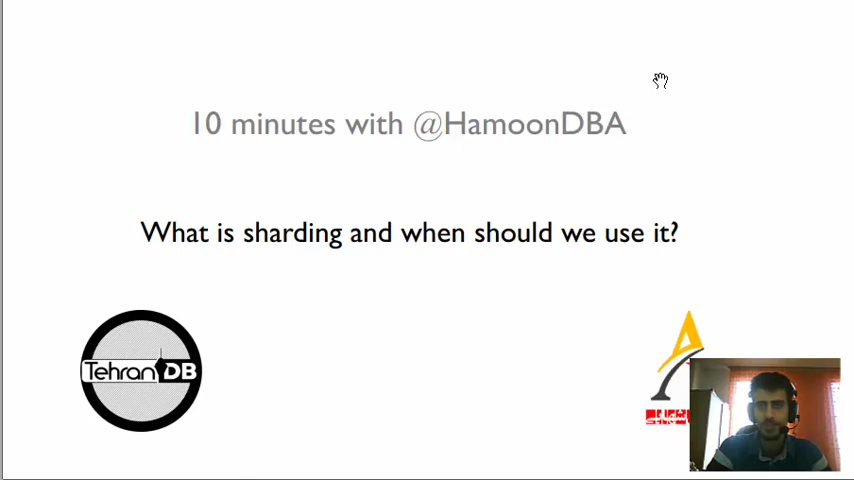 10 minutes with @HamoonDBA
What is sharding and when should we use it?
TehranDB